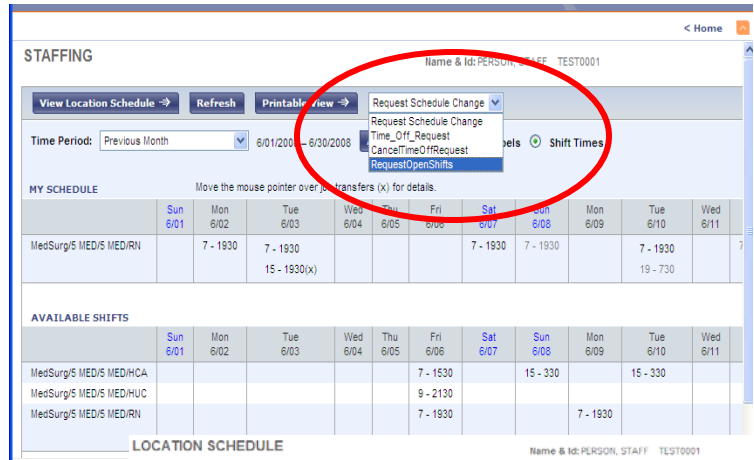 < Home
STAFFING
Name & Id: PERSON, STAFF TEST0001
View Location Schedule Refresh Printable View Request Schedule Change
Request Schedule Change
Time_Off_Request
CancelTimeOffRequest
RequestOpenShifts
Time Period: Previous Month 6/01/2008 – 6/30/2008 Shift Times
MY SCHEDULE Move the mouse pointer over job transfers (x) for details.
Sun Mon Tue Wed Thu Fri Sat Sun Mon Tue Wed
6/01 6/02 6/03 6/04 6/05 6/06 6/07 6/08 6/09 6/10 6/11
MedSurg/5 MED/5 MED/RN 7 - 1930 7 - 1930 7 - 1930 7 - 1930 7 - 1930 7
15 - 1930(x) 19 - 730
AVAILABLE SHIFTS
Sun Mon Tue Wed Thu Fri Sat Sun Mon Tue Wed
6/01 6/02 6/03 6/04 6/05 6/06 6/07 6/08 6/09 6/10 6/11
MedSurg/5 MED/5 MED/HCA 7 - 1530 15 - 330 15 - 330
MedSurg/5 MED/5 MED/HUC 9 - 2130
MedSurg/5 MED/5 MED/RN 7 - 1930 7 - 1930
LOCATION SCHEDULE Name & Id: PERSON, STAFF TEST0001